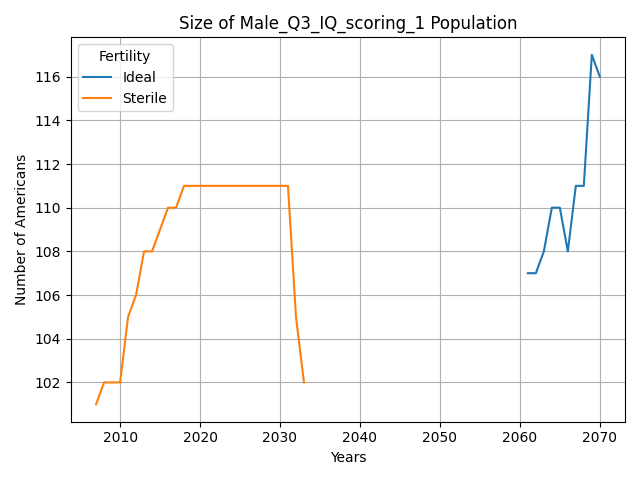 Size of Male_Q3_IQ_scoring_1 Population
Fertility
Ideal
Sterile
116
114
112
110
108
106
104
102
Number of Americans
2010 2020 2030 2040 2050 2060 2070
Years